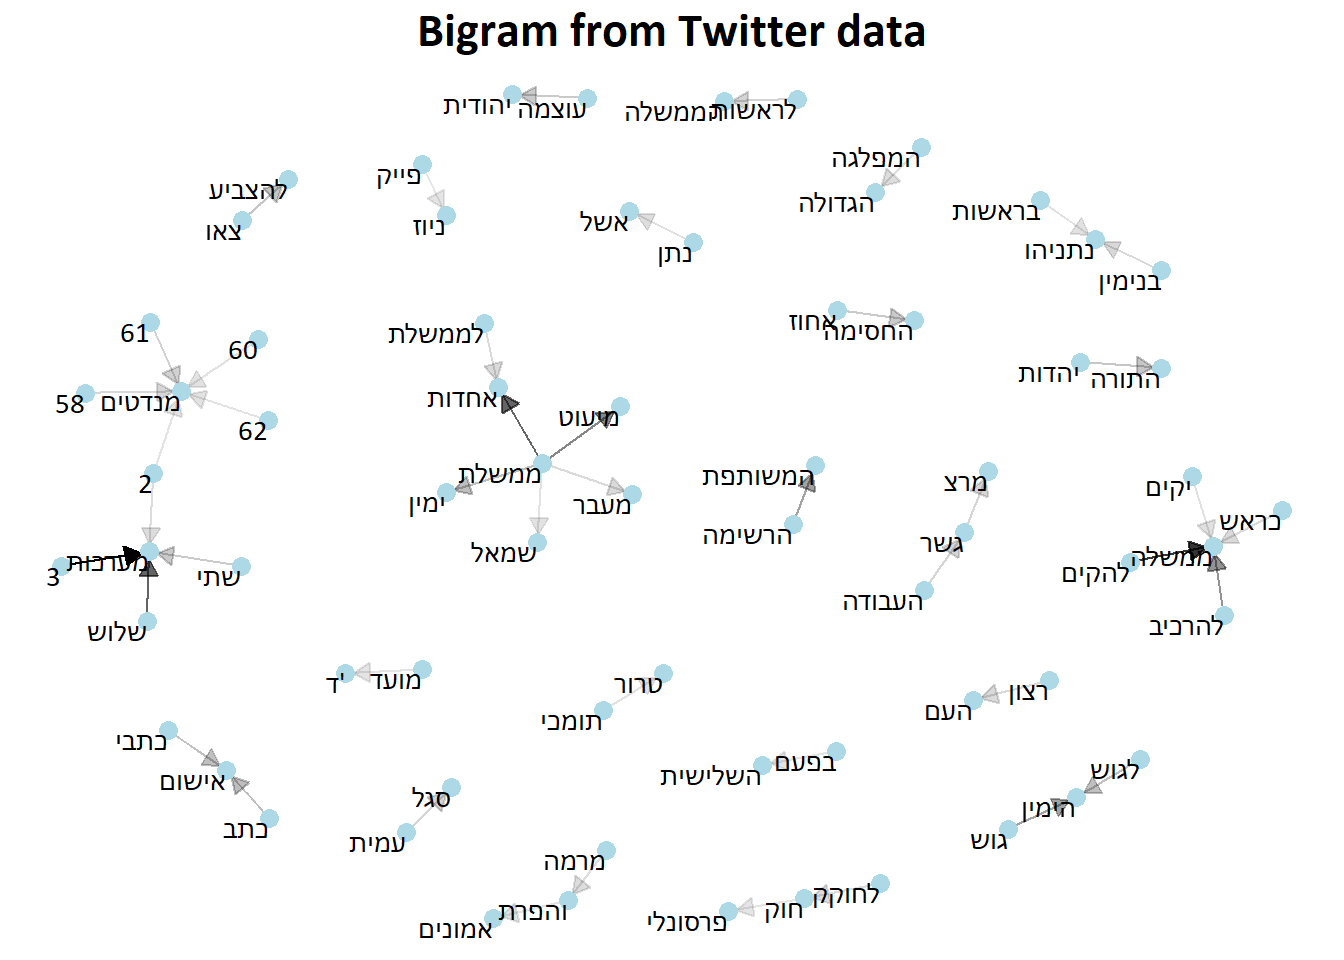 Bigram from Twitter data
עוצמה יהודית
לראשות הממשלה
המפלגה
הגדולה
פייק
ניוז
להצביע
צאו
אשל
נתן
בראשות
נתניהו
בנימין
אחוז
החסימה
61
60
58
מנדטים
62
2
3
מערכות
שתי
שלוש
לממשלת
אחדות
מיעוט
ממשלת
ימין
מעבר
שמאל
יהדות
התורה
המשותפת
הרשימה
מרצ
גשר
העבודה
יקים
כראש
ממשלה
להקים
להרכיב
מועד
ד'
טרור
תומכי
רצון
העם
כתבי
אישום
כתב
סגל
עמית
בפעם
השלישית
לגוש
הימין
גוש
מרמה
והפרת
אמונים
לחוקק
חוק
פרסונלי